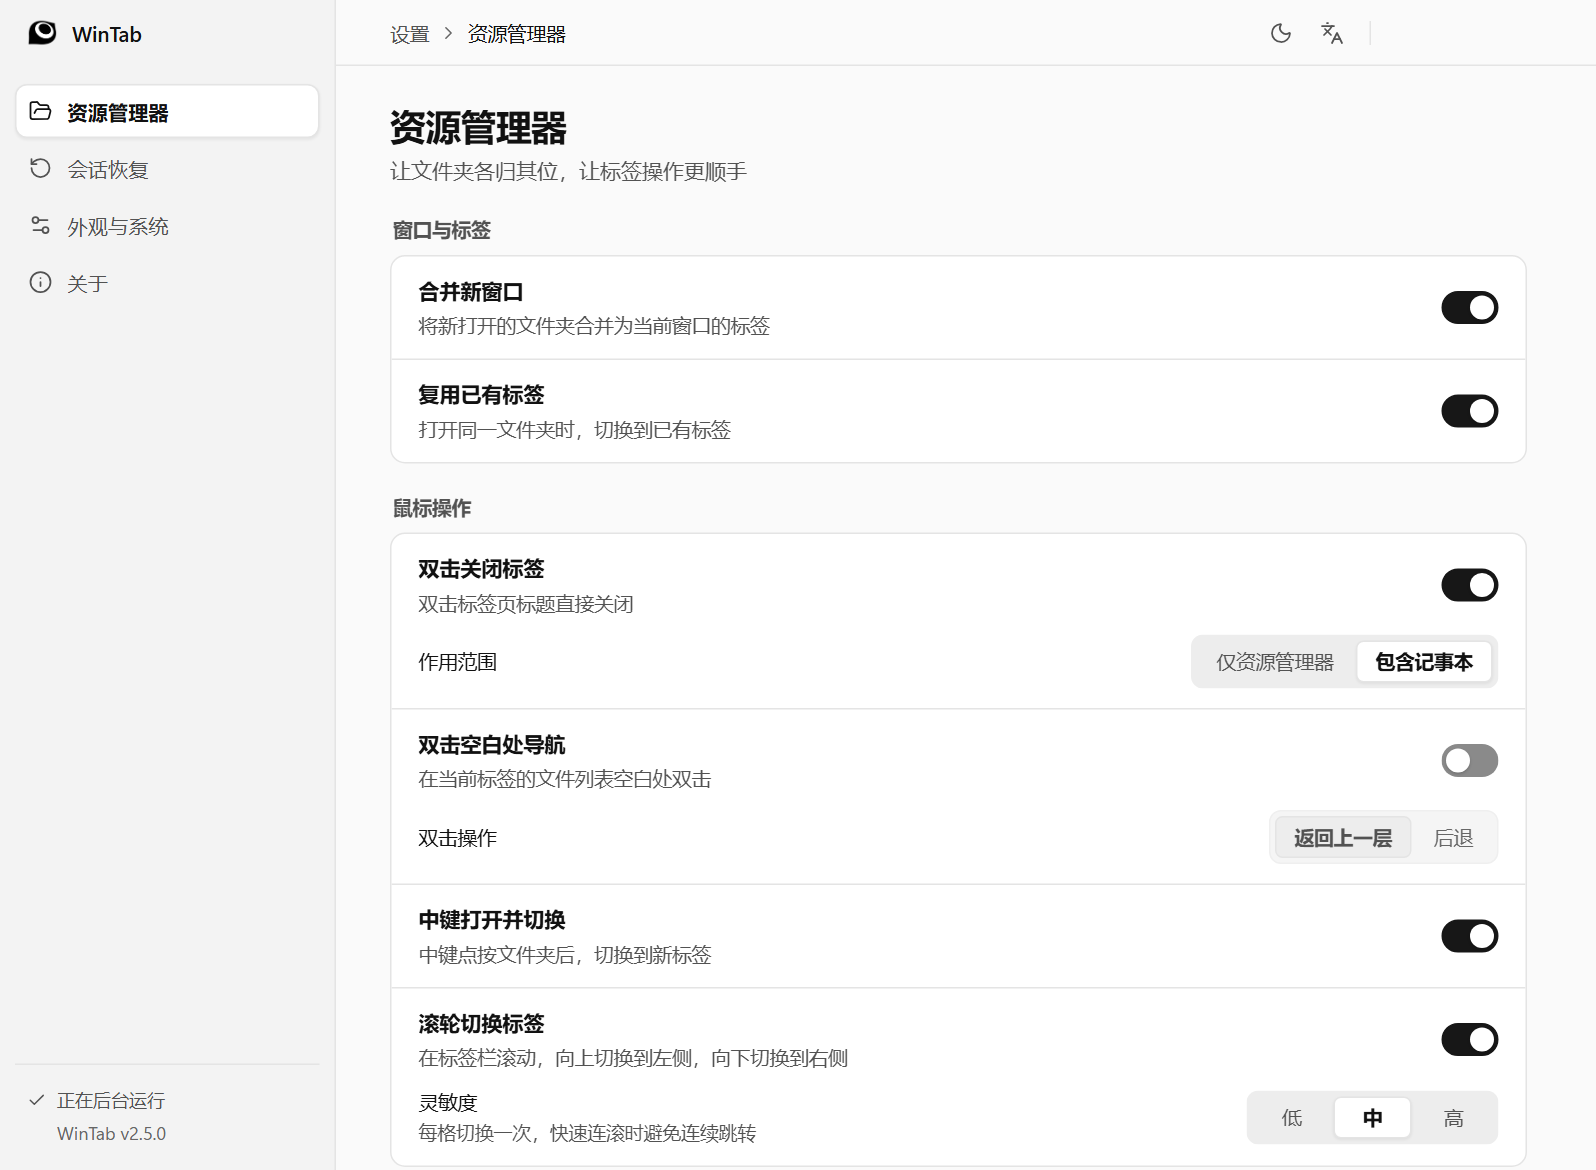 WinTab
设置 > 资源管理器
资源管理器
会话恢复
外观与系统
关于
资源管理器
让文件夹各归其位，让标签操作更顺手
窗口与标签
合并新窗口
将新打开的文件夹合并为当前窗口的标签
复用已有标签
打开同一文件夹时，切换到已有标签
鼠标操作
双击关闭标签
双击标签页标题直接关闭
作用范围
仅资源管理器 包含记事本
双击空白处导航
在当前标签的文件列表空白处双击
双击操作
返回上一层 后退
中键打开并切换
中键点按文件夹后，切换到新标签
滚轮切换标签
在标签栏滚动，向上切换到左侧，向下切换到右侧
灵敏度
每格切换一次，快速连滚时避免连续跳转
低 中 高
正在后台运行
WinTab v2.5.0